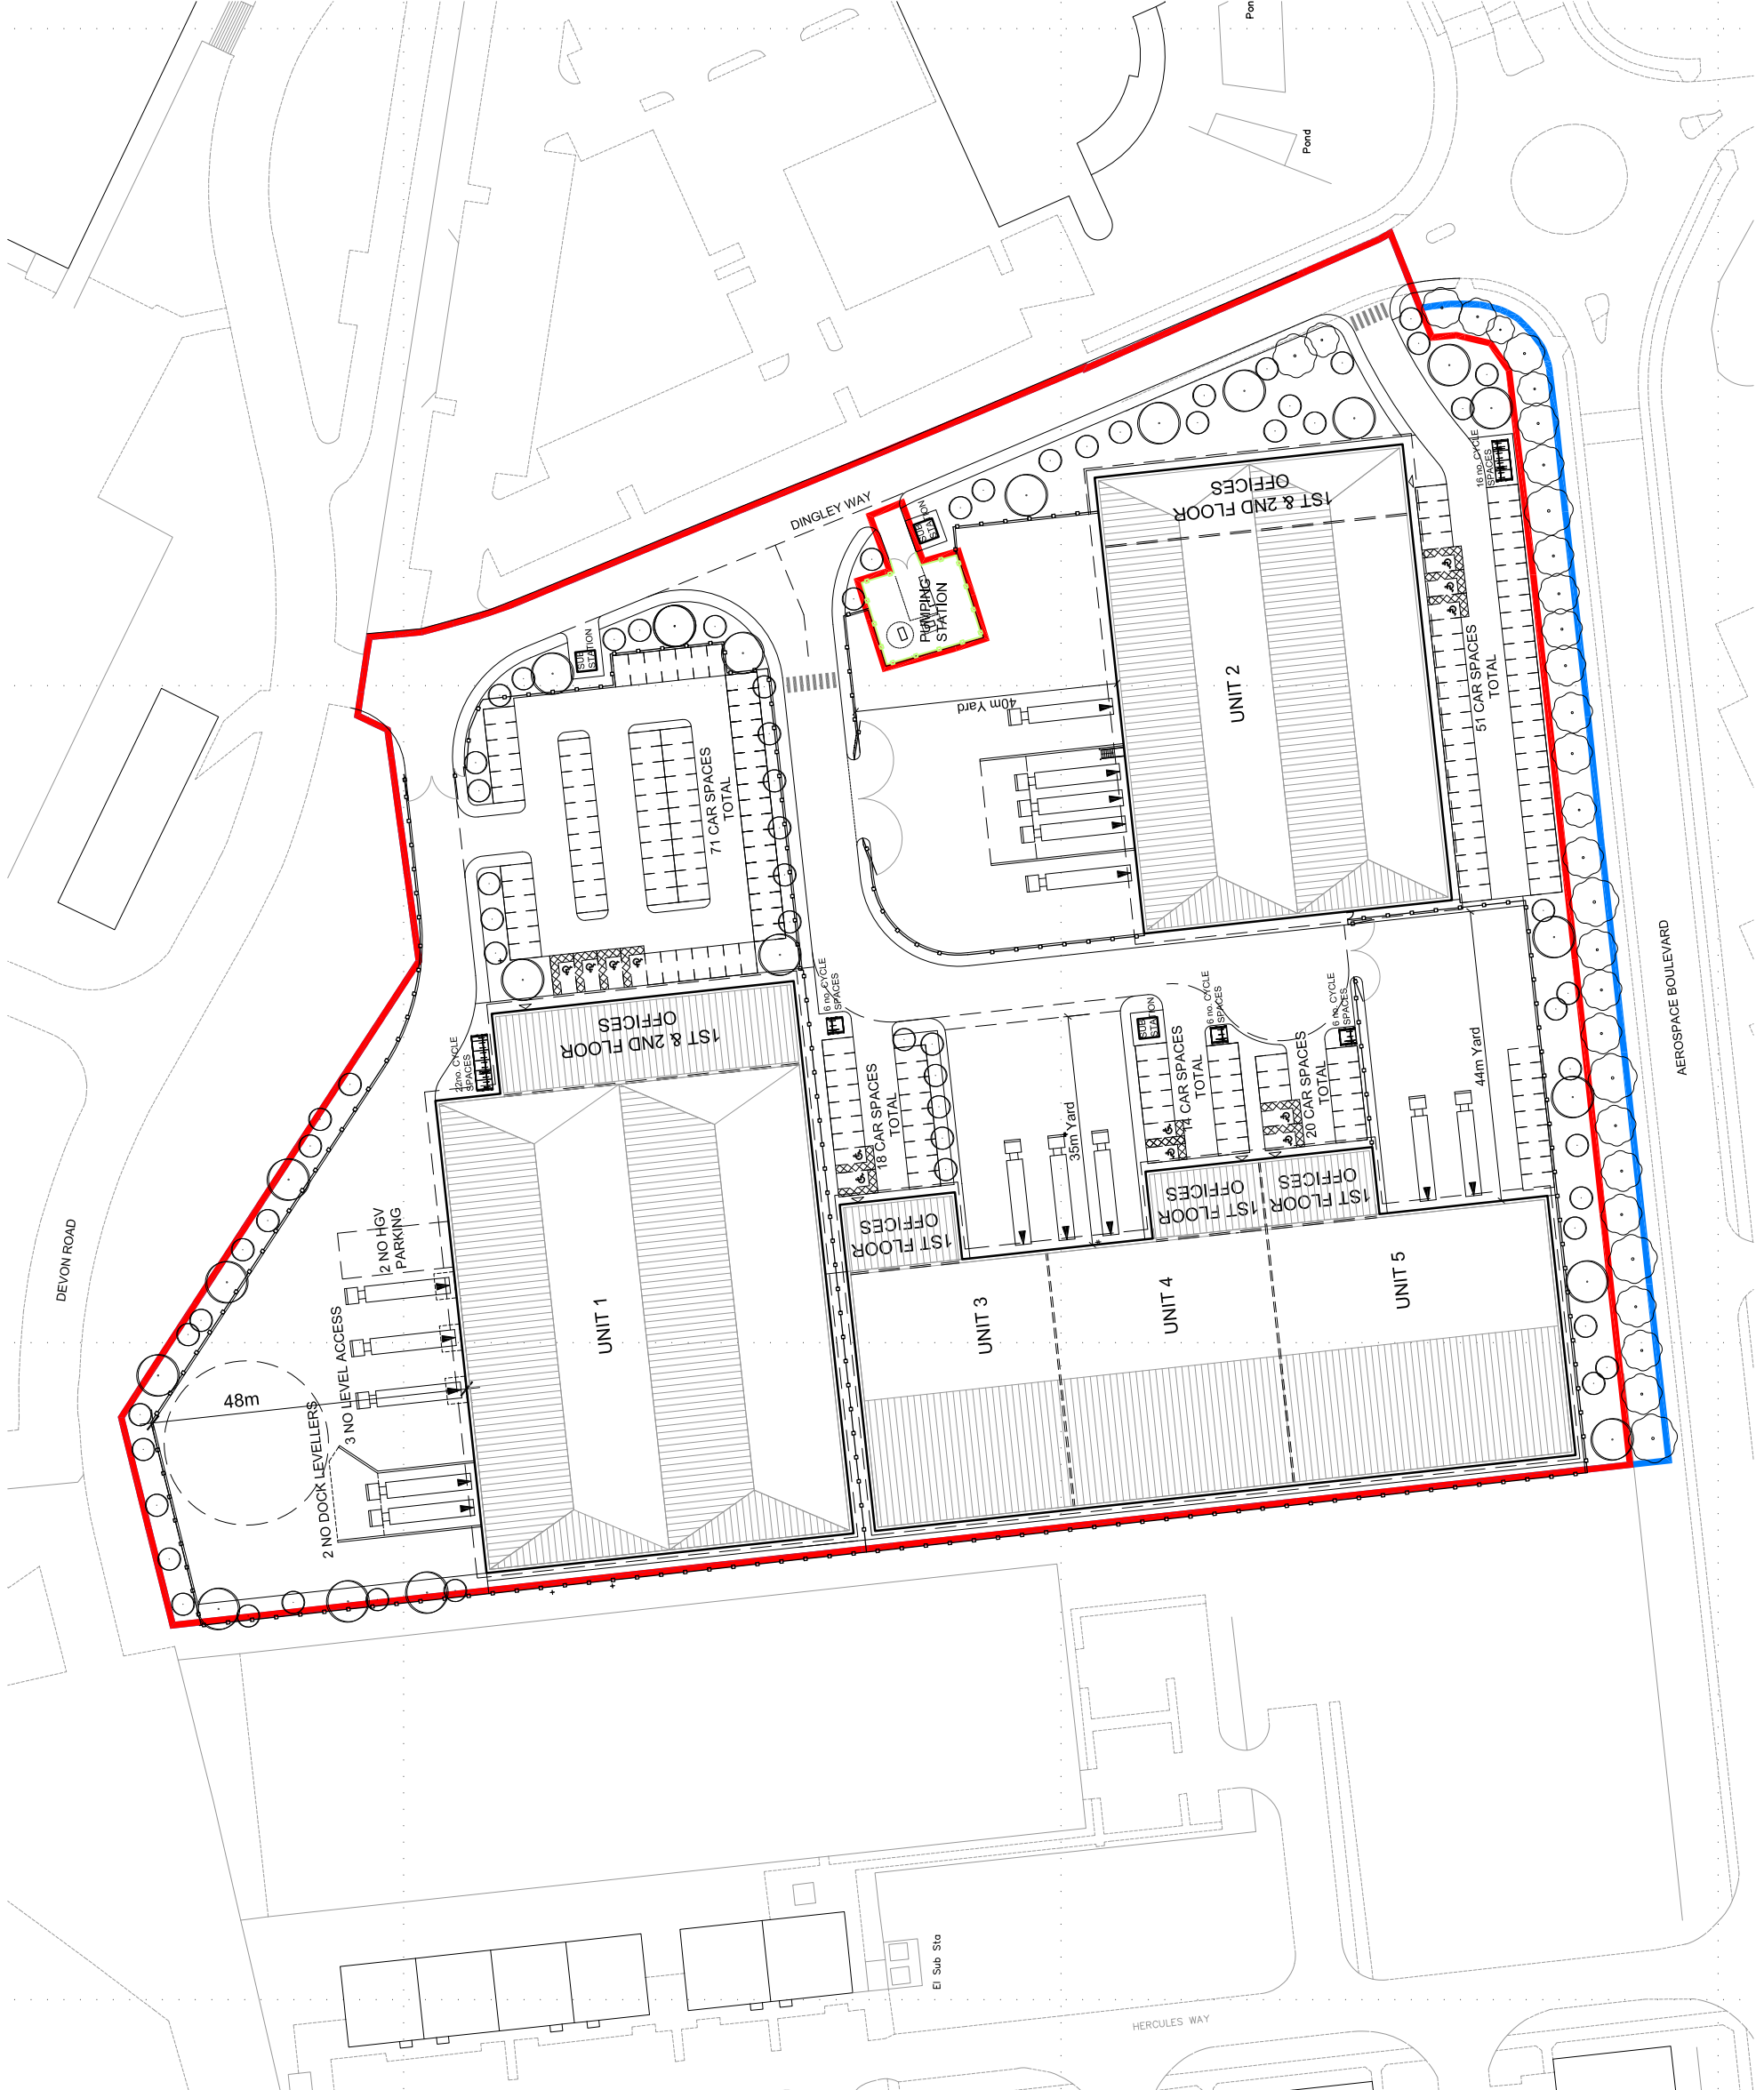 Pon
Pond
DINGLEY WAY
SUB
STATION
PUMPING
STATION
1ST & 2ND FLOOR
OFFICES
16 no. CYCLE
SPACES
SUB
STATION
40m Yard
UNIT 2
51 CAR SPACES
TOTAL
71 CAR SPACES
TOTAL
22no. CYCLE
SPACES
1ST & 2ND FLOOR
OFFICES
6 no. CYCLE
SPACES
SUB
STATION
6 no. CYCLE
SPACES
6 no. CYCLE
SPACES
18 CAR SPACES
TOTAL
35m Yard
14 CAR SPACES
TOTAL
20 CAR SPACES
TOTAL
44m Yard
AEROSPACE BOULEVARD
1ST FLOOR
OFFICES
1ST FLOOR
OFFICES
1ST FLOOR
OFFICES
DEVON ROAD
2 NO HGV
PARKING
3 NO LEVEL ACCESS
2 NO DOCK LEVELLERS
48m
UNIT 1
UNIT 3
UNIT 4
UNIT 5
El Sub Sta
HERCULES WAY